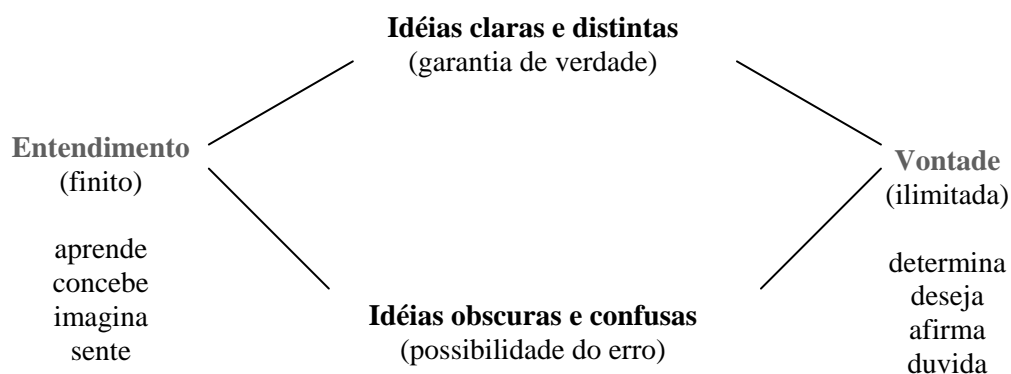 Idéias claras e distintas
(garantia de verdade)
Entendimento
(finito)
aprende
concebe
imagina
sente
Vontade
(ilimitada)
determina
deseja
afirma
duvida
Idéias obscuras e confusas
(possibilidade do erro)